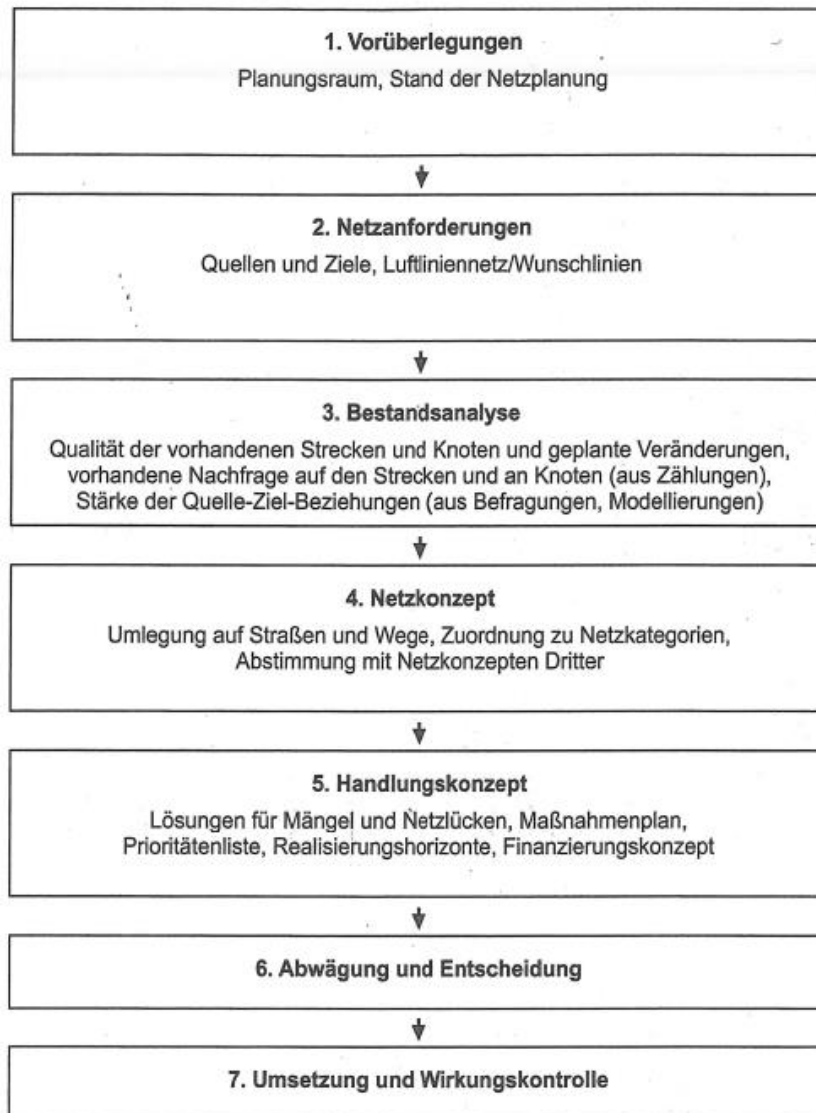 1. Vorüberlegungen
Planungsraum, Stand der Netzplanung
2. Netzanforderungen
Quellen und Ziele, Luftliniennetz/Wunschlinien
3. Bestandsanalyse
Qualität der vorhandenen Strecken und Knoten und geplante Veränderungen,
vorhandene Nachfrage auf den Strecken und an Knoten (aus Zählungen),
Stärke der Quelle-Ziel-Beziehungen (aus Befragungen, Modellierungen)
4. Netzkonzept
Umlegung auf Straßen und Wege, Zuordnung zu Netzkategorien,
Abstimmung mit Netzkonzepten Dritter
5. Handlungskonzept
Lösungen für Mängel und Netzlücken, Maßnahmenplan,
Prioritätenliste, Realisierungshorizonte, Finanzierungskonzept
6. Abwägung und Entscheidung
7. Umsetzung und Wirkungskontrolle